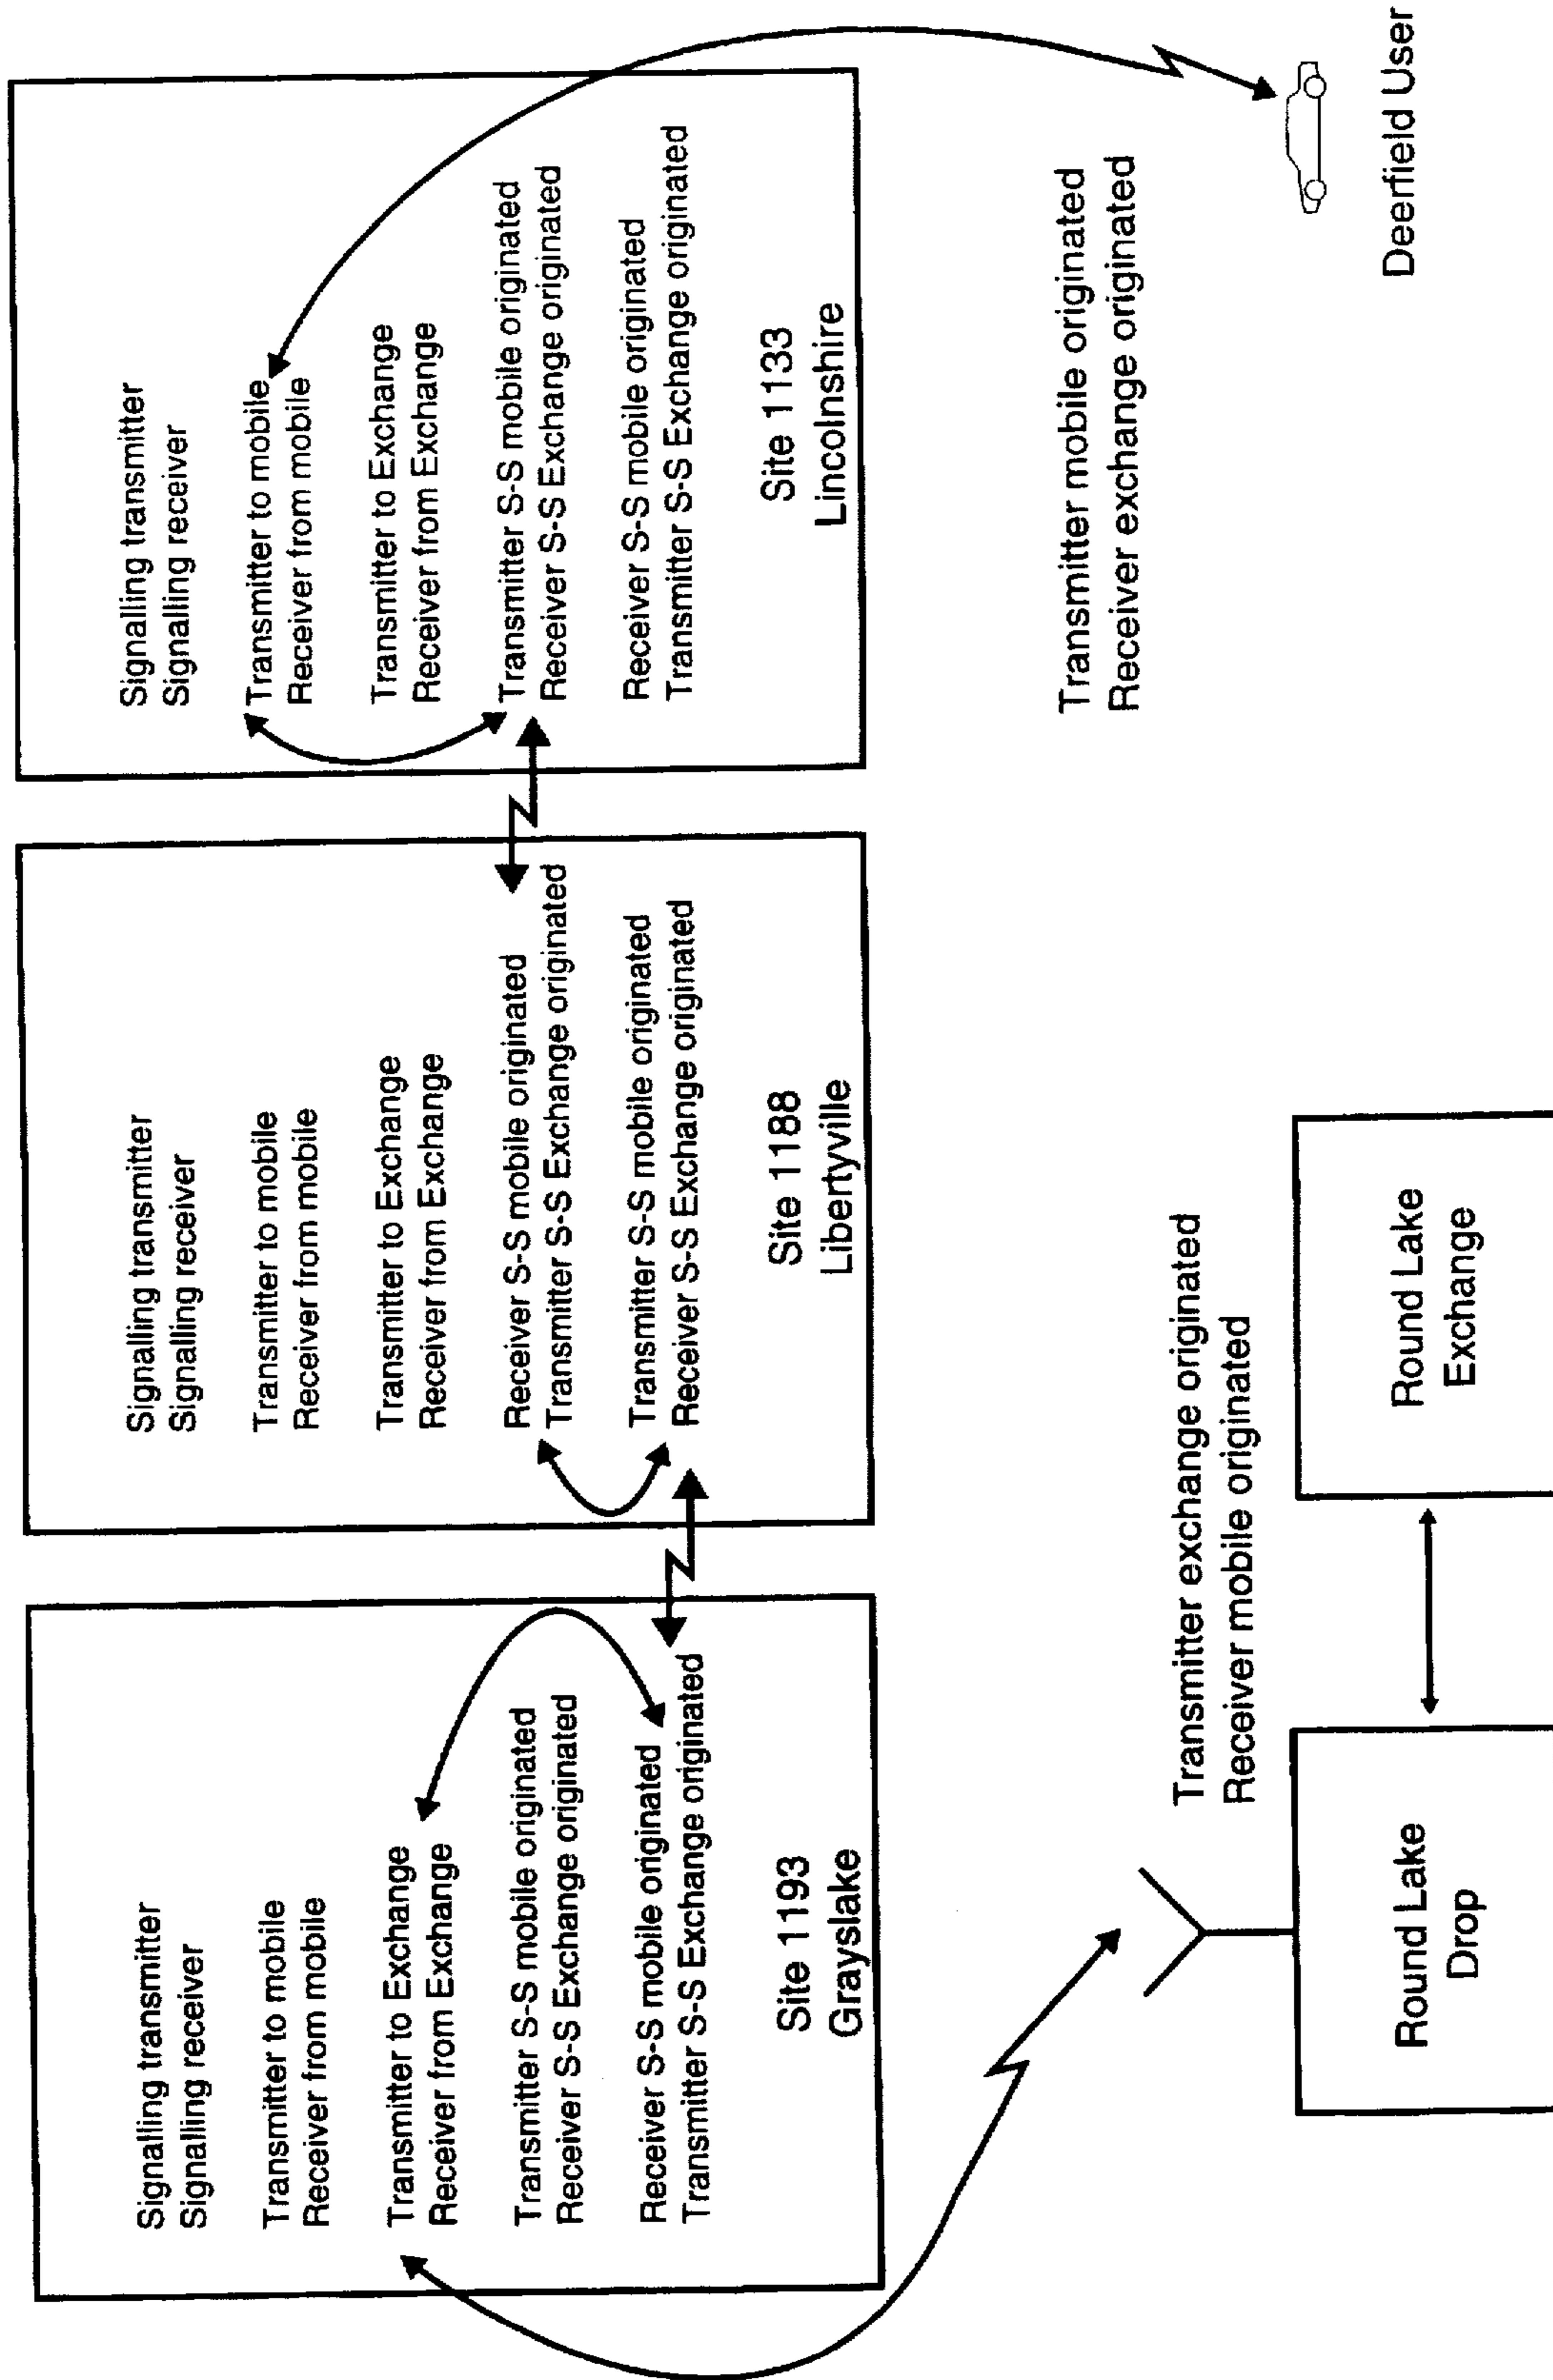 Signalling transmitter
Signalling receiver
Transmitter to mobile
Receiver from mobile
Transmitter to Exchange
Receiver from Exchange
Transmitter S-S mobile originated
Receiver S-S Exchange originated
Receiver S-S mobile originated
Transmitter S-S Exchange originated
Site 1193
Grayslake
Signalling transmitter
Signalling receiver
Transmitter to mobile
Receiver from mobile
Transmitter to Exchange
Receiver from Exchange
Receiver S-S mobile originated
Transmitter S-S Exchange originated
Transmitter S-S mobile originated
Receiver S-S Exchange originated
Site 1188
Libertyville
Signalling transmitter
Signalling receiver
Transmitter to mobile
Receiver from mobile
Transmitter to Exchange
Receiver from Exchange
Transmitter S-S mobile originated
Receiver S-S Exchange originated
Receiver S-S mobile originated
Transmitter S-S Exchange originated
Site 1133
Lincolnshire
Transmitter exchange originated
Receiver mobile originated
Round Lake
Drop
Round Lake
Exchange
Transmitter mobile originated
Receiver exchange originated
Deerfield User